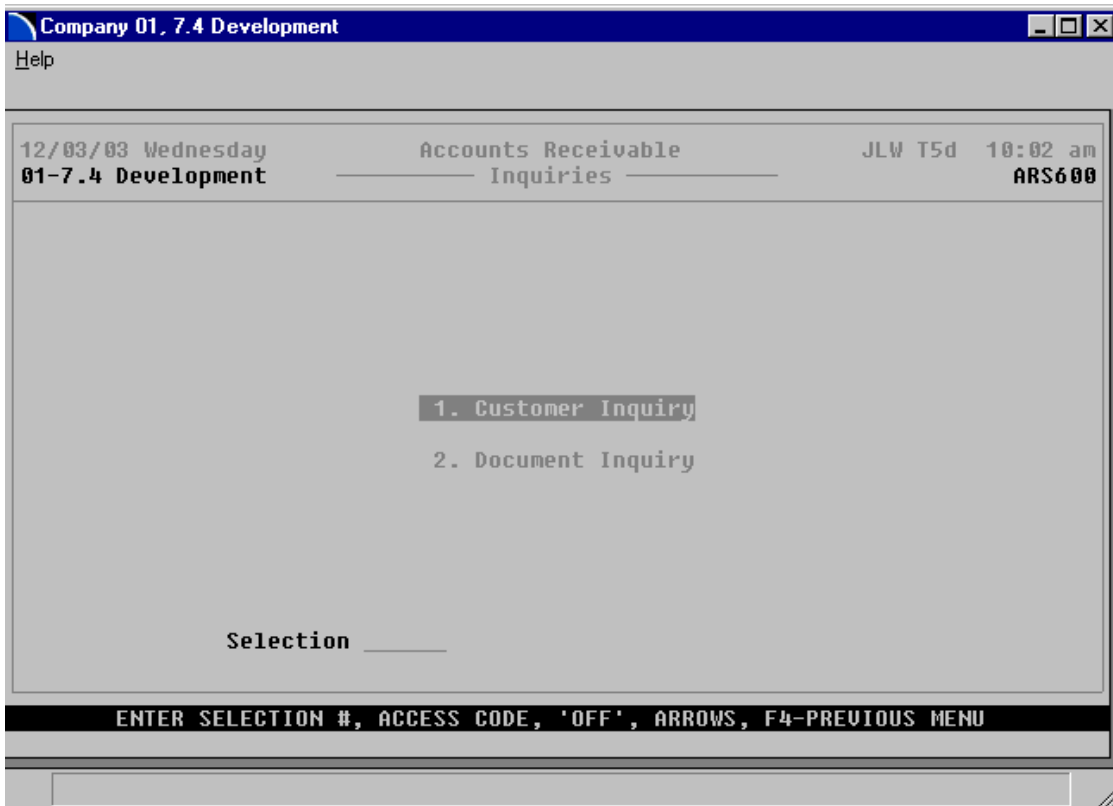 Company 01, 7.4 Development
Help
12/03/03 Wednesday Accounts Receivable JLW T5d 10:02 am
01-7.4 Development Inquiries ARS600
1. Customer Inquiry
2. Document Inquiry
Selection ______
ENTER SELECTION #, ACCESS CODE, 'OFF', ARROWS, F4-PREVIOUS MENU